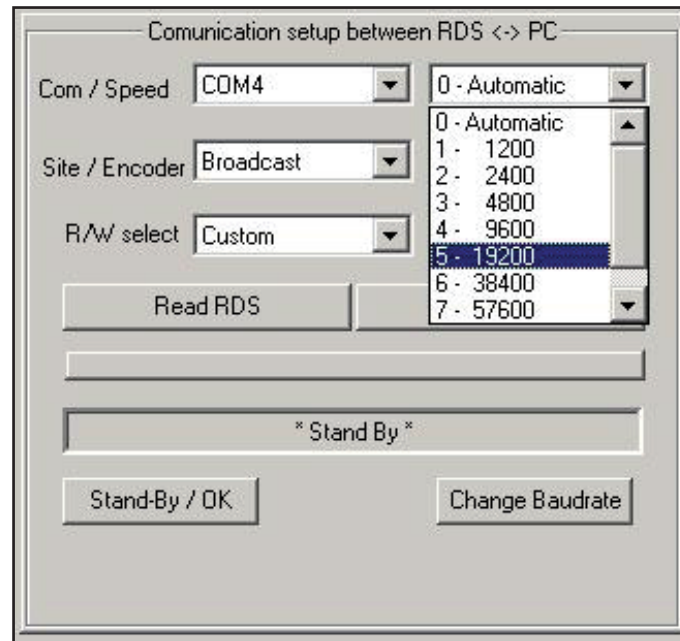 Comunication setup between RDS <-> PC
Com / Speed COM4 0 - Automatic
0 - Automatic
1 - 1200
Site / Encoder Broadcast
2 - 2400
3 - 4800
R/W select Custom
4 - 9600
5 - 19200
6 - 38400
Read RDS
7 - 57600
* Stand By *
Stand-By / OK Change Baudrate